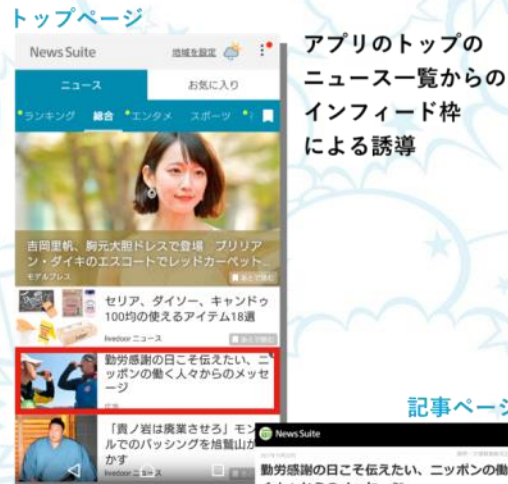 トップページ
News Suite
地域を設定
ニュース
お気に入り
ランキング 総合 エンタメ スポーツ
吉岡里帆、胸元大胆ドレスで登場 ブリリア
ン・ダイキのエスコートでレッドカーペット...
モデルプレス
あとで読む
セリア、ダイソー、キャンドゥ
100均の使えるアイテム18選
livedoor ニュース
あとで読む
勤労感謝の日こそ伝えたい、ニ
ッポンの働く人々からのメッセ
ージ
広告
「貴ノ岩は廃業させろ」モン
ルでのバッシングを旭鷲山が
かす
アプリのトップの
ニュース一覧からの
インフィード枠
による誘導
記事ペー
News Suite
勤労感謝の日こそ伝えたい、ニッポンの働